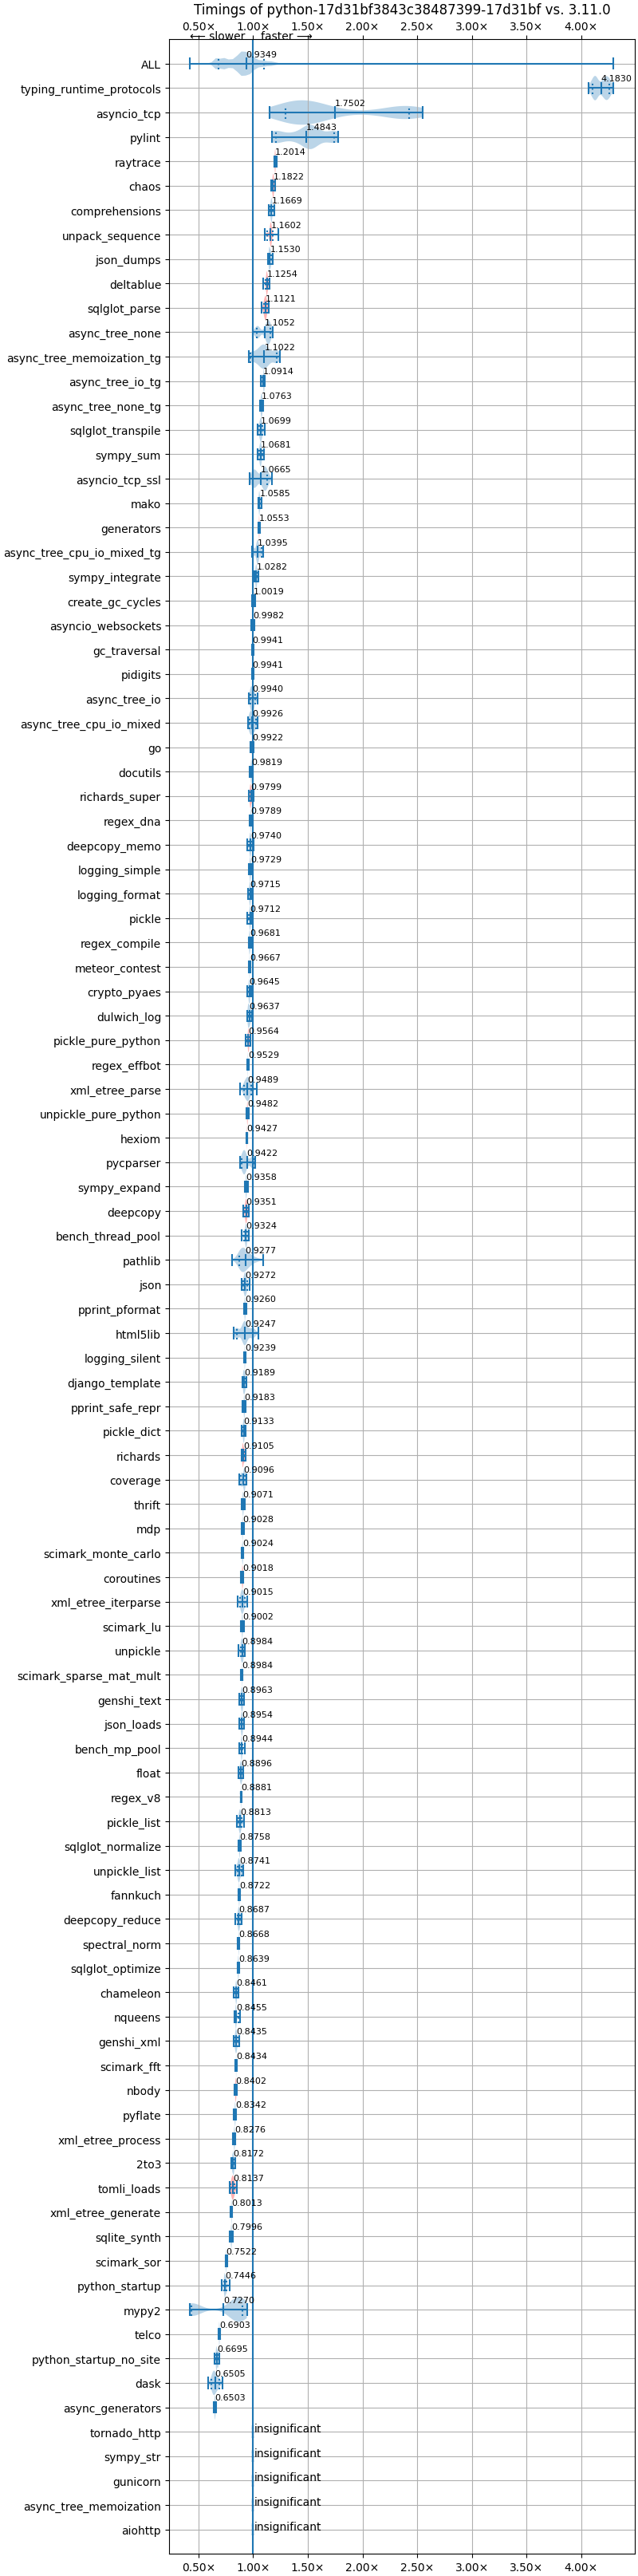 Timings of python-17d31bf3843c38487399-17d31bf vs. 3.11.0
0.50× 1.00× 1.50× 2.00× 2.50× 3.00× 3.50× 4.00×
⟵ slower faster ⟶
ALL 0.9349
typing_runtime_protocols 4.1830
asyncio_tcp 1.7502
pylint 1.4843
raytrace 1.2014
chaos 1.1822
comprehensions 1.1669
unpack_sequence 1.1602
json_dumps 1.1530
deltablue 1.1254
sqlglot_parse 1.1121
async_tree_none 1.1052
async_tree_memoization_tg 1.1022
async_tree_io_tg 1.0914
async_tree_none_tg 1.0763
sqlglot_transpile 1.0699
sympy_sum 1.0681
asyncio_tcp_ssl 1.0665
mako 1.0585
generators 1.0553
async_tree_cpu_io_mixed_tg 1.0395
sympy_integrate 1.0282
create_gc_cycles 1.0019
asyncio_websockets 0.9982
gc_traversal 0.9941
pidigits 0.9941
async_tree_io 0.9940
async_tree_cpu_io_mixed 0.9926
go 0.9922
docutils 0.9819
richards_super 0.9799
regex_dna 0.9789
deepcopy_memo 0.9740
logging_simple 0.9729
logging_format 0.9715
pickle 0.9712
regex_compile 0.9681
meteor_contest 0.9667
crypto_pyaes 0.9645
dulwich_log 0.9637
pickle_pure_python 0.9564
regex_effbot 0.9529
xml_etree_parse 0.9489
unpickle_pure_python 0.9482
hexiom 0.9427
pycparser 0.9422
sympy_expand 0.9358
deepcopy 0.9351
bench_thread_pool 0.9324
pathlib 0.9277
json 0.9272
pprint_pformat 0.9260
html5lib 0.9247
logging_silent 0.9239
django_template 0.9189
pprint_safe_repr 0.9183
pickle_dict 0.9133
richards 0.9105
coverage 0.9096
thrift 0.9071
mdp 0.9028
scimark_monte_carlo 0.9024
coroutines 0.9018
xml_etree_iterparse 0.9015
scimark_lu 0.9002
unpickle 0.8984
scimark_sparse_mat_mult 0.8984
genshi_text 0.8963
json_loads 0.8954
bench_mp_pool 0.8944
float 0.8896
regex_v8 0.8881
pickle_list 0.8813
sqlglot_normalize 0.8758
unpickle_list 0.8741
fannkuch 0.8722
deepcopy_reduce 0.8687
spectral_norm 0.8668
sqlglot_optimize 0.8639
chameleon 0.8461
nqueens 0.8455
genshi_xml 0.8435
scimark_fft 0.8434
nbody 0.8402
pyflate 0.8342
xml_etree_process 0.8276
2to3 0.8172
tomli_loads 0.8137
xml_etree_generate 0.8013
sqlite_synth 0.7996
scimark_sor 0.7522
python_startup 0.7446
mypy2 0.7270
telco 0.6903
python_startup_no_site 0.6695
dask 0.6505
async_generators 0.6503
tornado_http insignificant
sympy_str insignificant
gunicorn insignificant
async_tree_memoization insignificant
aiohttp insignificant
0.50× 1.00× 1.50× 2.00× 2.50× 3.00× 3.50× 4.00×